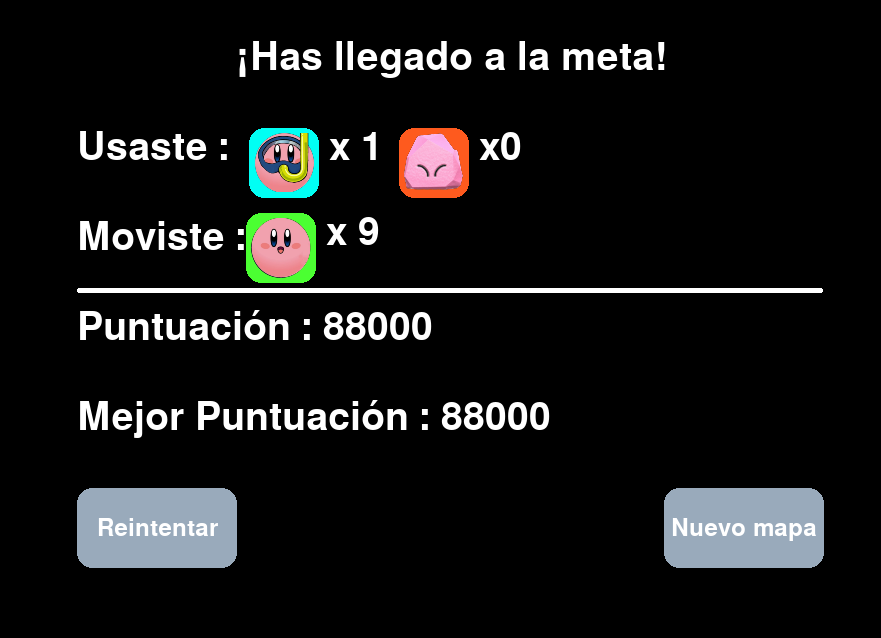 ¡Has llegado a la meta!
Usaste : x 1 x0
Moviste : x 9
Puntuación : 88000
Mejor Puntuación : 88000
Reintentar Nuevo mapa